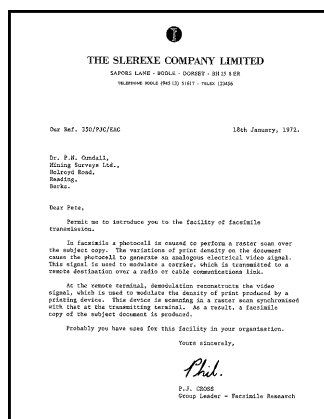 THE SLEREXE COMPANY LIMITED
SAPORS LANE - BOOLE - DORSET - BH 25 8 ER
TELEPHONE BOOLE (945 13) 51617 - TELEX 123456
Our Ref. 350/PJC/EAC
18th January, 1972.
Dr. P.N. Cundall,
Mining Surveys Ltd.,
Holroyd Road,
Reading,
Berks.
Dear Pete,
Permit me to introduce you to the facility of facsimile
transmission.
In facsimile a photocell is caused to perform a raster scan over
the subject copy. The variations of print density on the document
cause the photocell to generate an analogous electrical video signal.
This signal is used to modulate a carrier, which is transmitted to a
remote destination over a radio or cable communications link.
At the remote terminal, demodulation reconstructs the video
signal, which is used to modulate the density of print produced by a
printing device. This device is scanning in a raster scan synchronised
with that at the transmitting terminal. As a result, a facsimile
copy of the subject document is produced.
Probably you have uses for this facility in your organisation.
Yours sincerely,
Phil.
P.J. CROSS
Group Leader - Facsimile Research